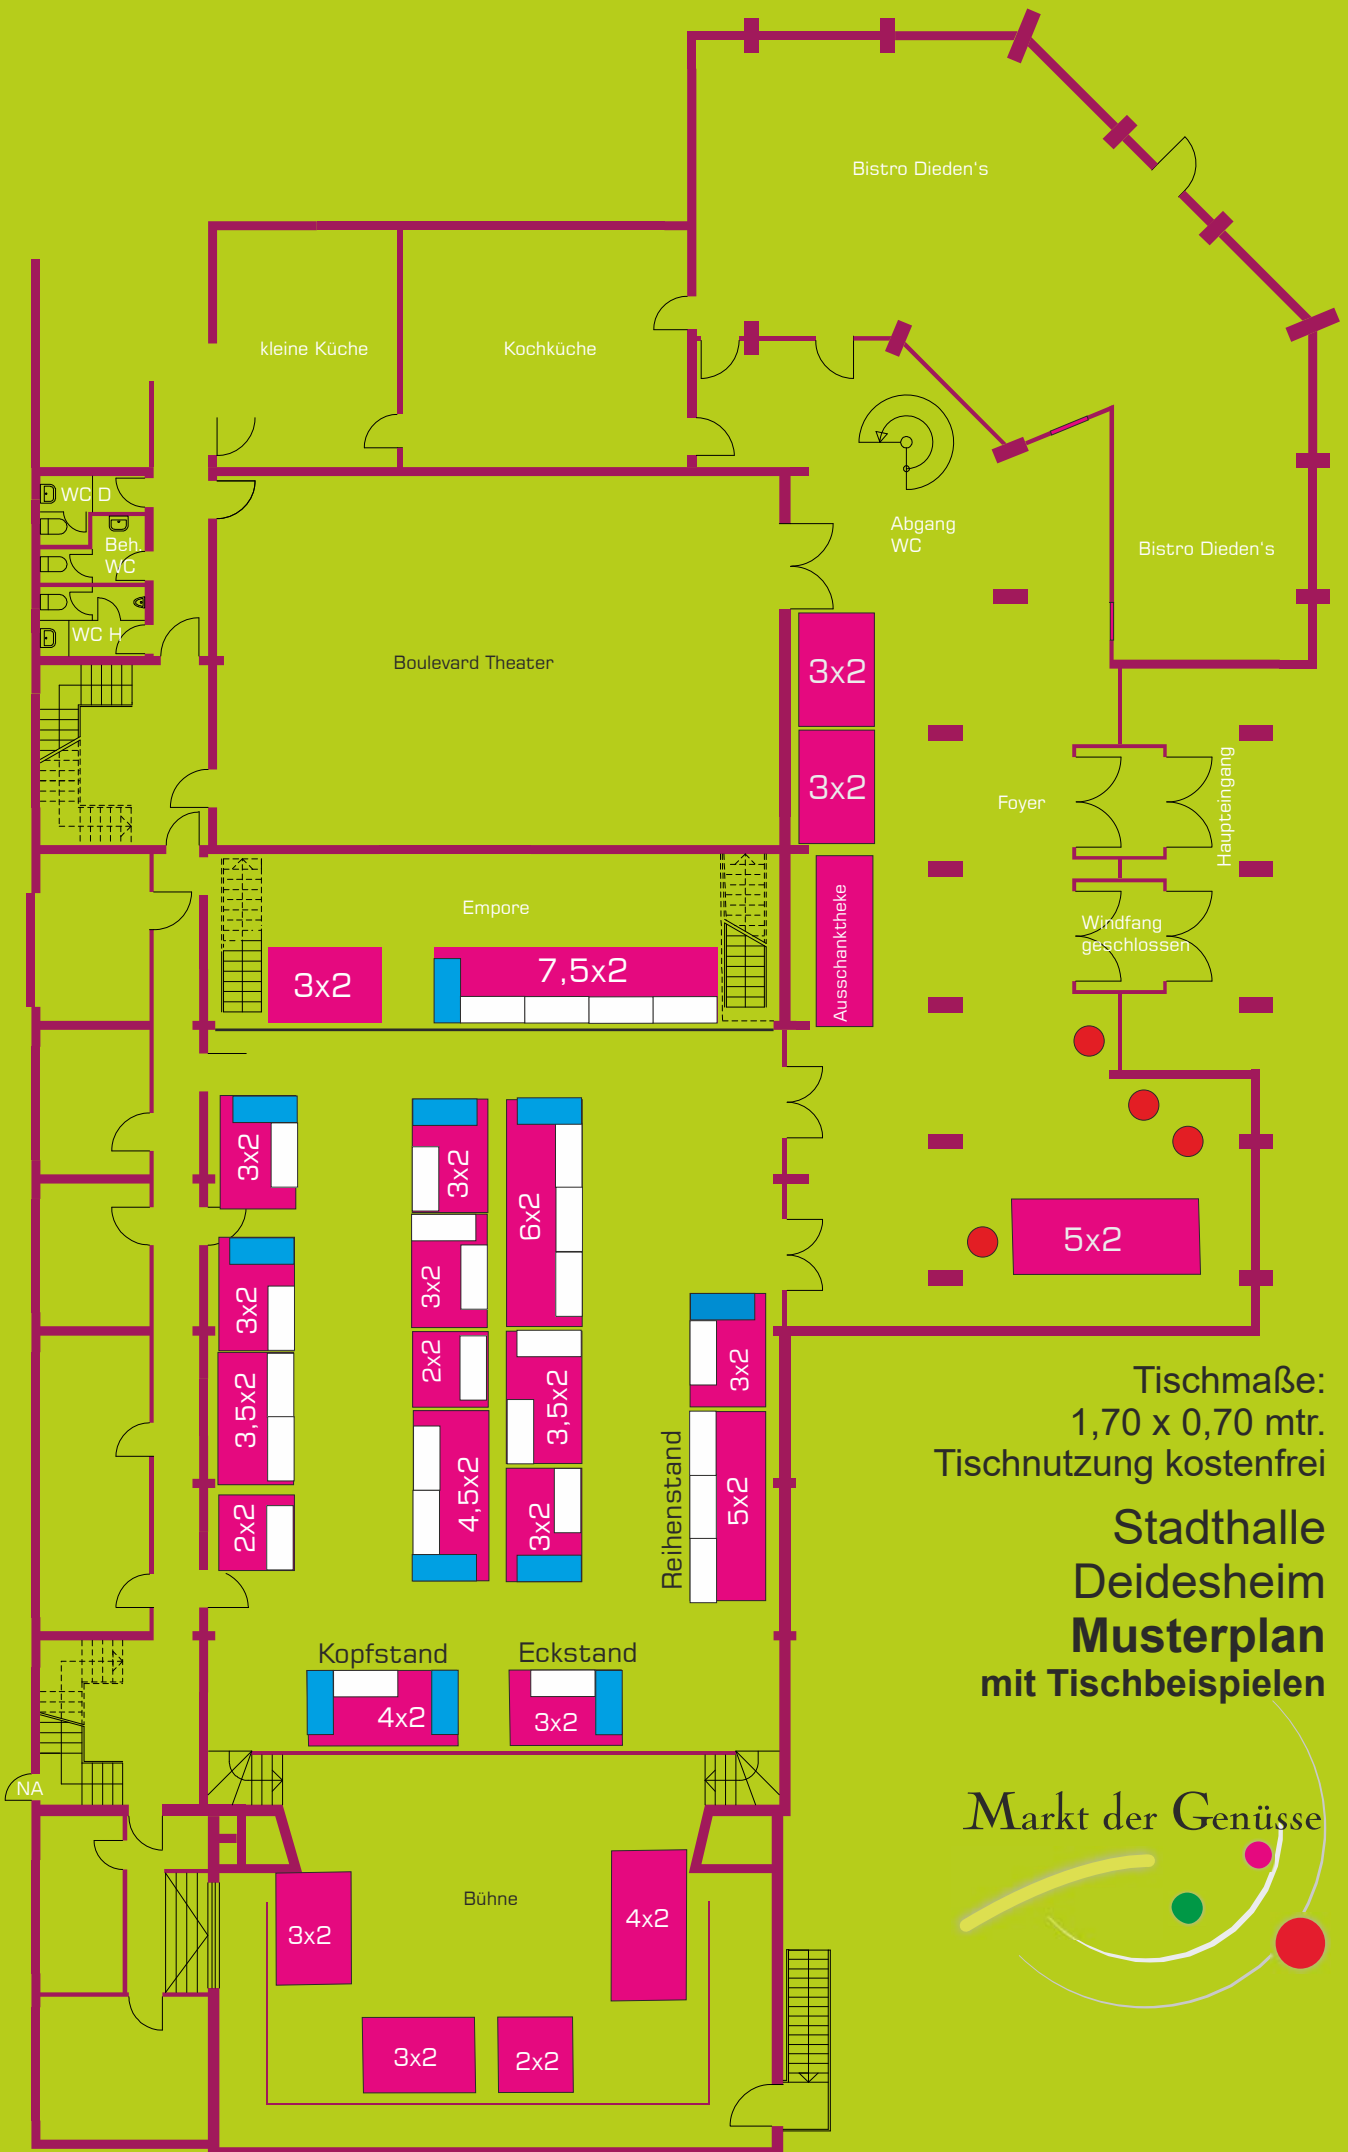 Bistro Dieden's
kleine Küche
Kochküche
WC D
Beh.
WC
WC H
Abgang
WC
Bistro Dieden's
Boulevard Theater
3x2
3x2
Foyer
Haupteingang
Ausschanktheke
Windfang
geschlossen
Empore
3x2
7,5x2
3x2
3x2
6x2
5x2
3x2
3x2
2x2
3x2
3,5x2
3,5x2
4,5x2
3x2
2x2
Reihenstand
5x2
Tischmaße:
1,70 x 0,70 mtr.
Tischnutzung kostenfrei
Stadthalle
Deidesheim
Musterplan
mit Tischbeispielen
Kopfstand
Eckstand
4x2
3x2
NA
Markt der Genüsse
Bühne
3x2
4x2
3x2
2x2